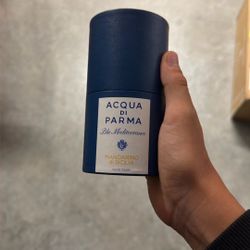 ACQUA
DI
PARMA
Blu Mediterraneo
MANDARINO
DI SICILIA